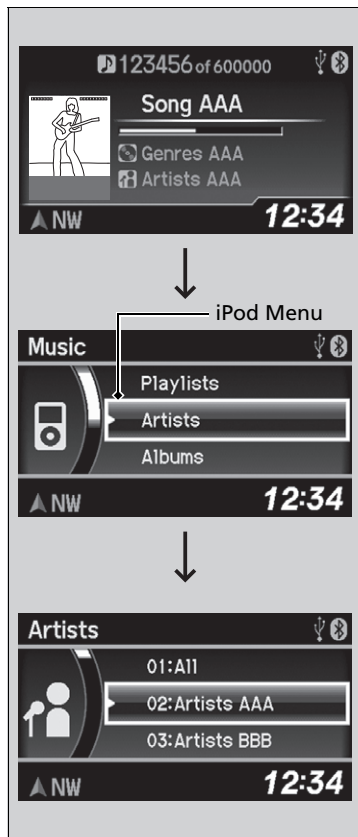 123456 of 600000
Song AAA
Genres AAA
Artists AAA
NW 12:34
iPod Menu
Music
Playlists
Artists
Albums
NW 12:34
Artists
01:All
02:Artists AAA
03:Artists BBB
NW 12:34